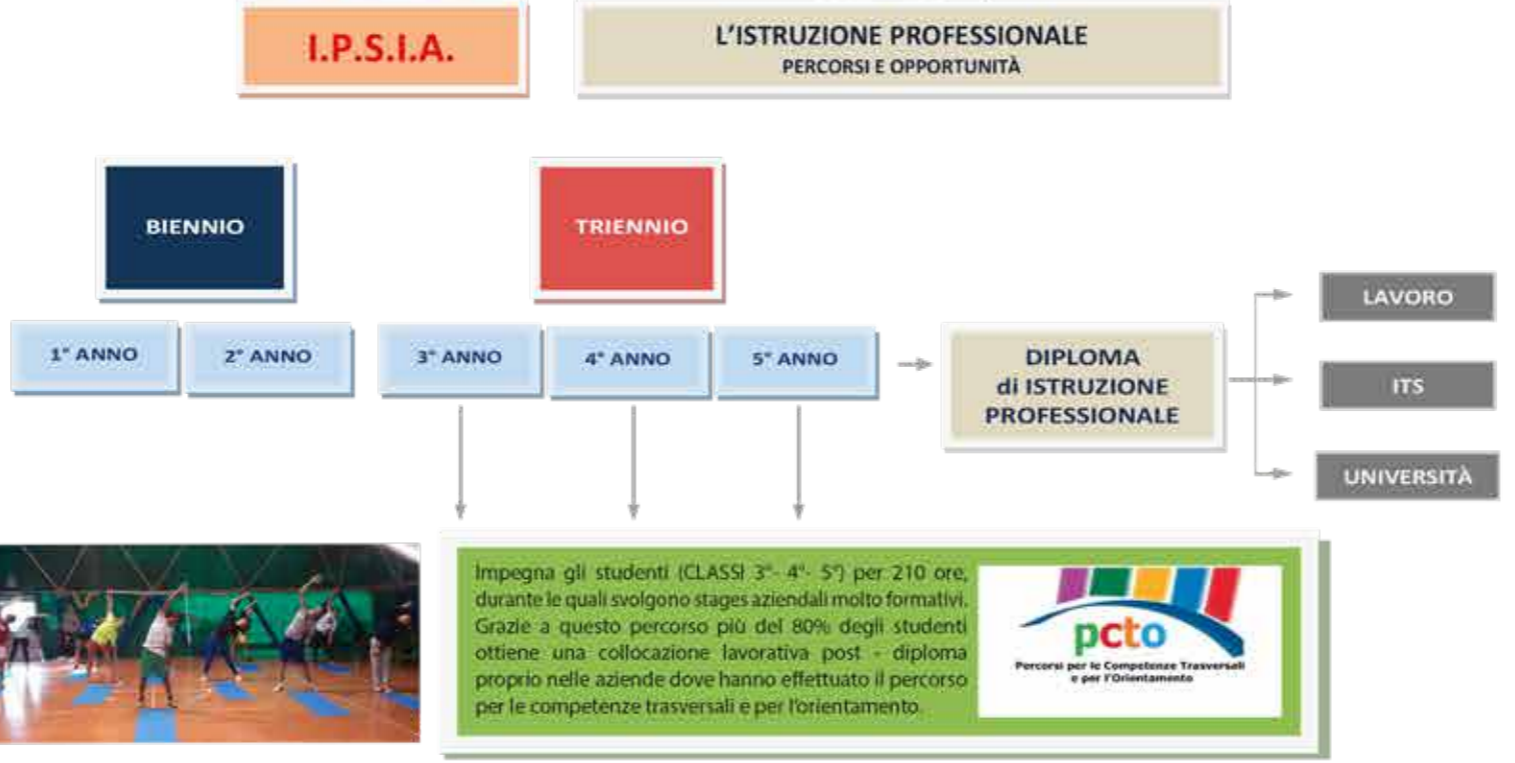 I.P.S.I.A.
L'ISTRUZIONE PROFESSIONALE
PERCORSI E OPPORTUNITÀ
BIENNIO
TRIENNIO
1° ANNO
2° ANNO
3° ANNO
4° ANNO
5° ANNO
DIPLOMA
di ISTRUZIONE
PROFESSIONALE
LAVORO
ITS
UNIVERSITÀ
Impegna gli studenti (CLASSI 3°- 4°- 5°) per 210 ore,
durante le quali svolgono stages aziendali molto formativi.
Grazie a questo percorso più del 80% degli studenti
ottiene una collocazione lavorativa post - diploma
proprio nelle aziende dove hanno effettuato il percorso
per le competenze trasversali e per l'orientamento.
pcto
Percorsi per le Competenze Trasversali
e per l'Orientamento